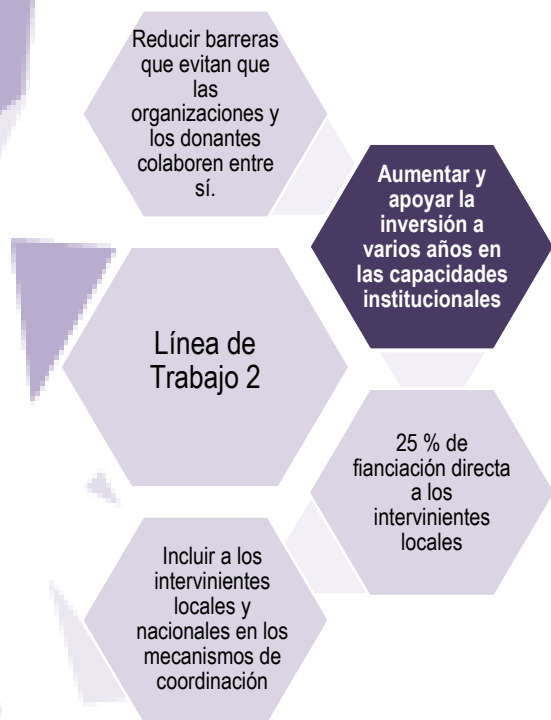 Reducir barreras
que evitan que
las
organizaciones y
los donantes
colaboren entre
sí.
Aumentar y
apoyar la
inversión a
varios años en
las capacidades
institucionales
Línea de
Trabajo 2
25 % de
fianciación directa
a los
intervinientes
locales
Incluir a los
intervinientes
locales y
nacionales en los
mecanismos de
coordinación